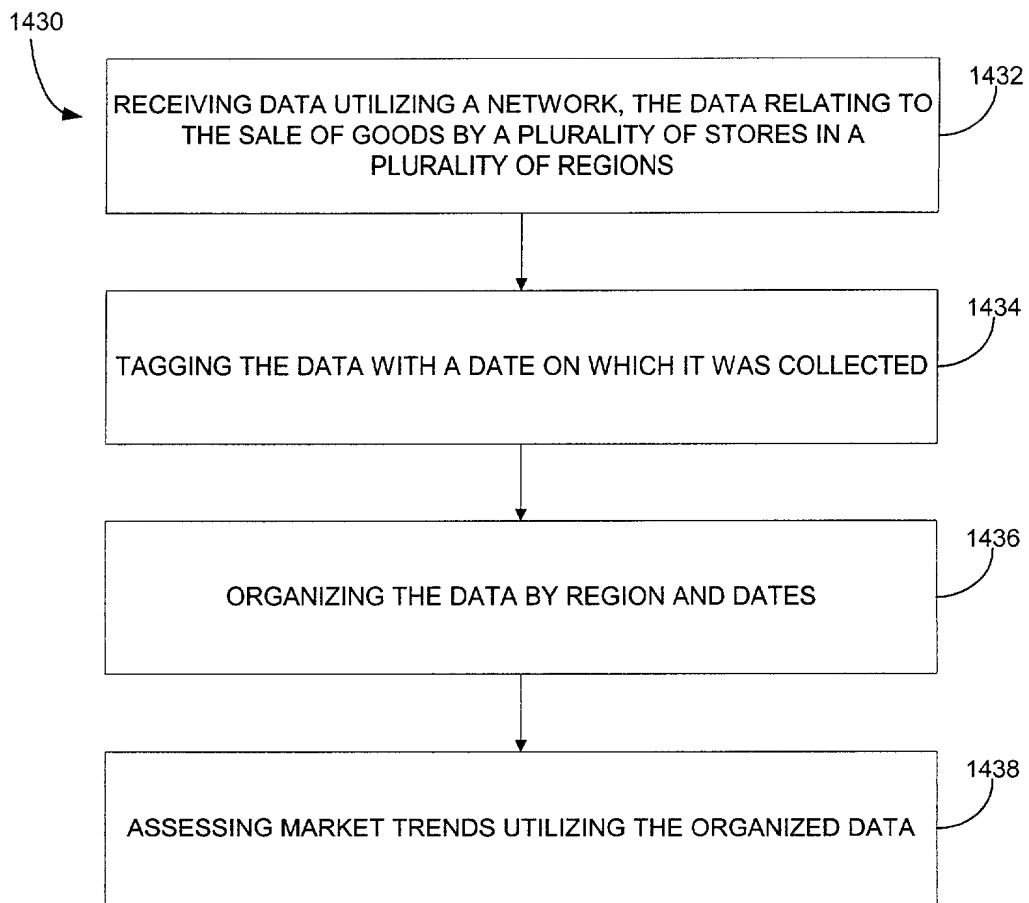 1430
1432
RECEIVING DATA UTILIZING A NETWORK, THE DATA RELATING TO
THE SALE OF GOODS BY A PLURALITY OF STORES IN A
PLURALITY OF REGIONS
1434
TAGGING THE DATA WITH A DATE ON WHICH IT WAS COLLECTED
1436
ORGANIZING THE DATA BY REGION AND DATES
1438
ASSESSING MARKET TRENDS UTILIZING THE ORGANIZED DATA